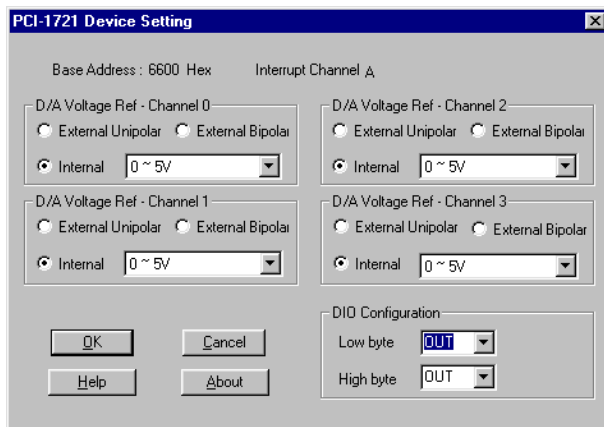 PCI-1721 Device Setting
Base Address : 6600 Hex Interrupt Channel A
D/A Voltage Ref - Channel 0
External Unipolar External Bipolar
Internal 0 ~ 5V
D/A Voltage Ref - Channel 2
External Unipolar External Bipolar
Internal 0 ~ 5V
D/A Voltage Ref - Channel 1
External Unipolar External Bipolar
Internal 0 ~ 5V
D/A Voltage Ref - Channel 3
External Unipolar External Bipolar
Internal 0 ~ 5V
DIO Configuration
Low byte OUT
High byte OUT
OK Cancel
Help About